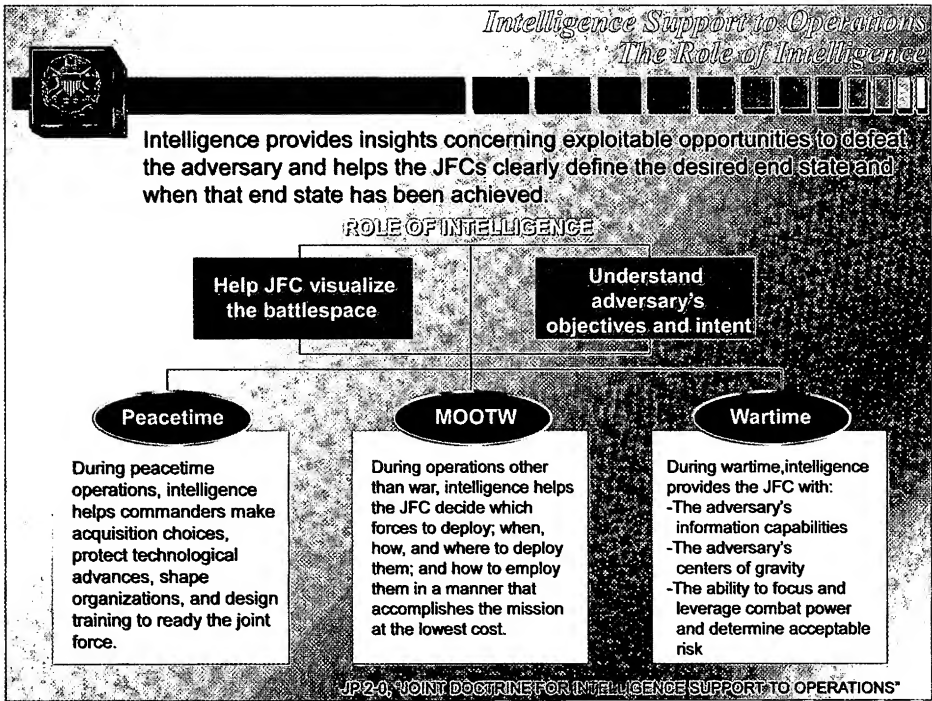 Intelligence Support to Operations
The Role of Intelligence
Intelligence provides insights concerning exploitable opportunities to defeat
the adversary and helps the JFCs clearly define the desired end state and
when that end state has been achieved.
ROLE OF INTELLIGENCE
Help JFC visualize
the battlespace
Understand
adversary's
objectives and intent
Peacetime
During peacetime
operations, intelligence
helps commanders make
acquisition choices,
protect technological
advances, shape
organizations, and design
training to ready the joint
force.
MOOTW
During operations other
than war, intelligence helps
the JFC decide which
forces to deploy; when,
how, and where to deploy
them; and how to employ
them in a manner that
accomplishes the mission
at the lowest cost.
Wartime
During wartime,intelligence
provides the JFC with:
-The adversary's
information capabilities
-The adversary's
centers of gravity
-The ability to focus and
leverage combat power
and determine acceptable
risk
JP 2-0, "JOINT DOCTRINE FOR INTELLIGENCE SUPPORT TO OPERATIONS"